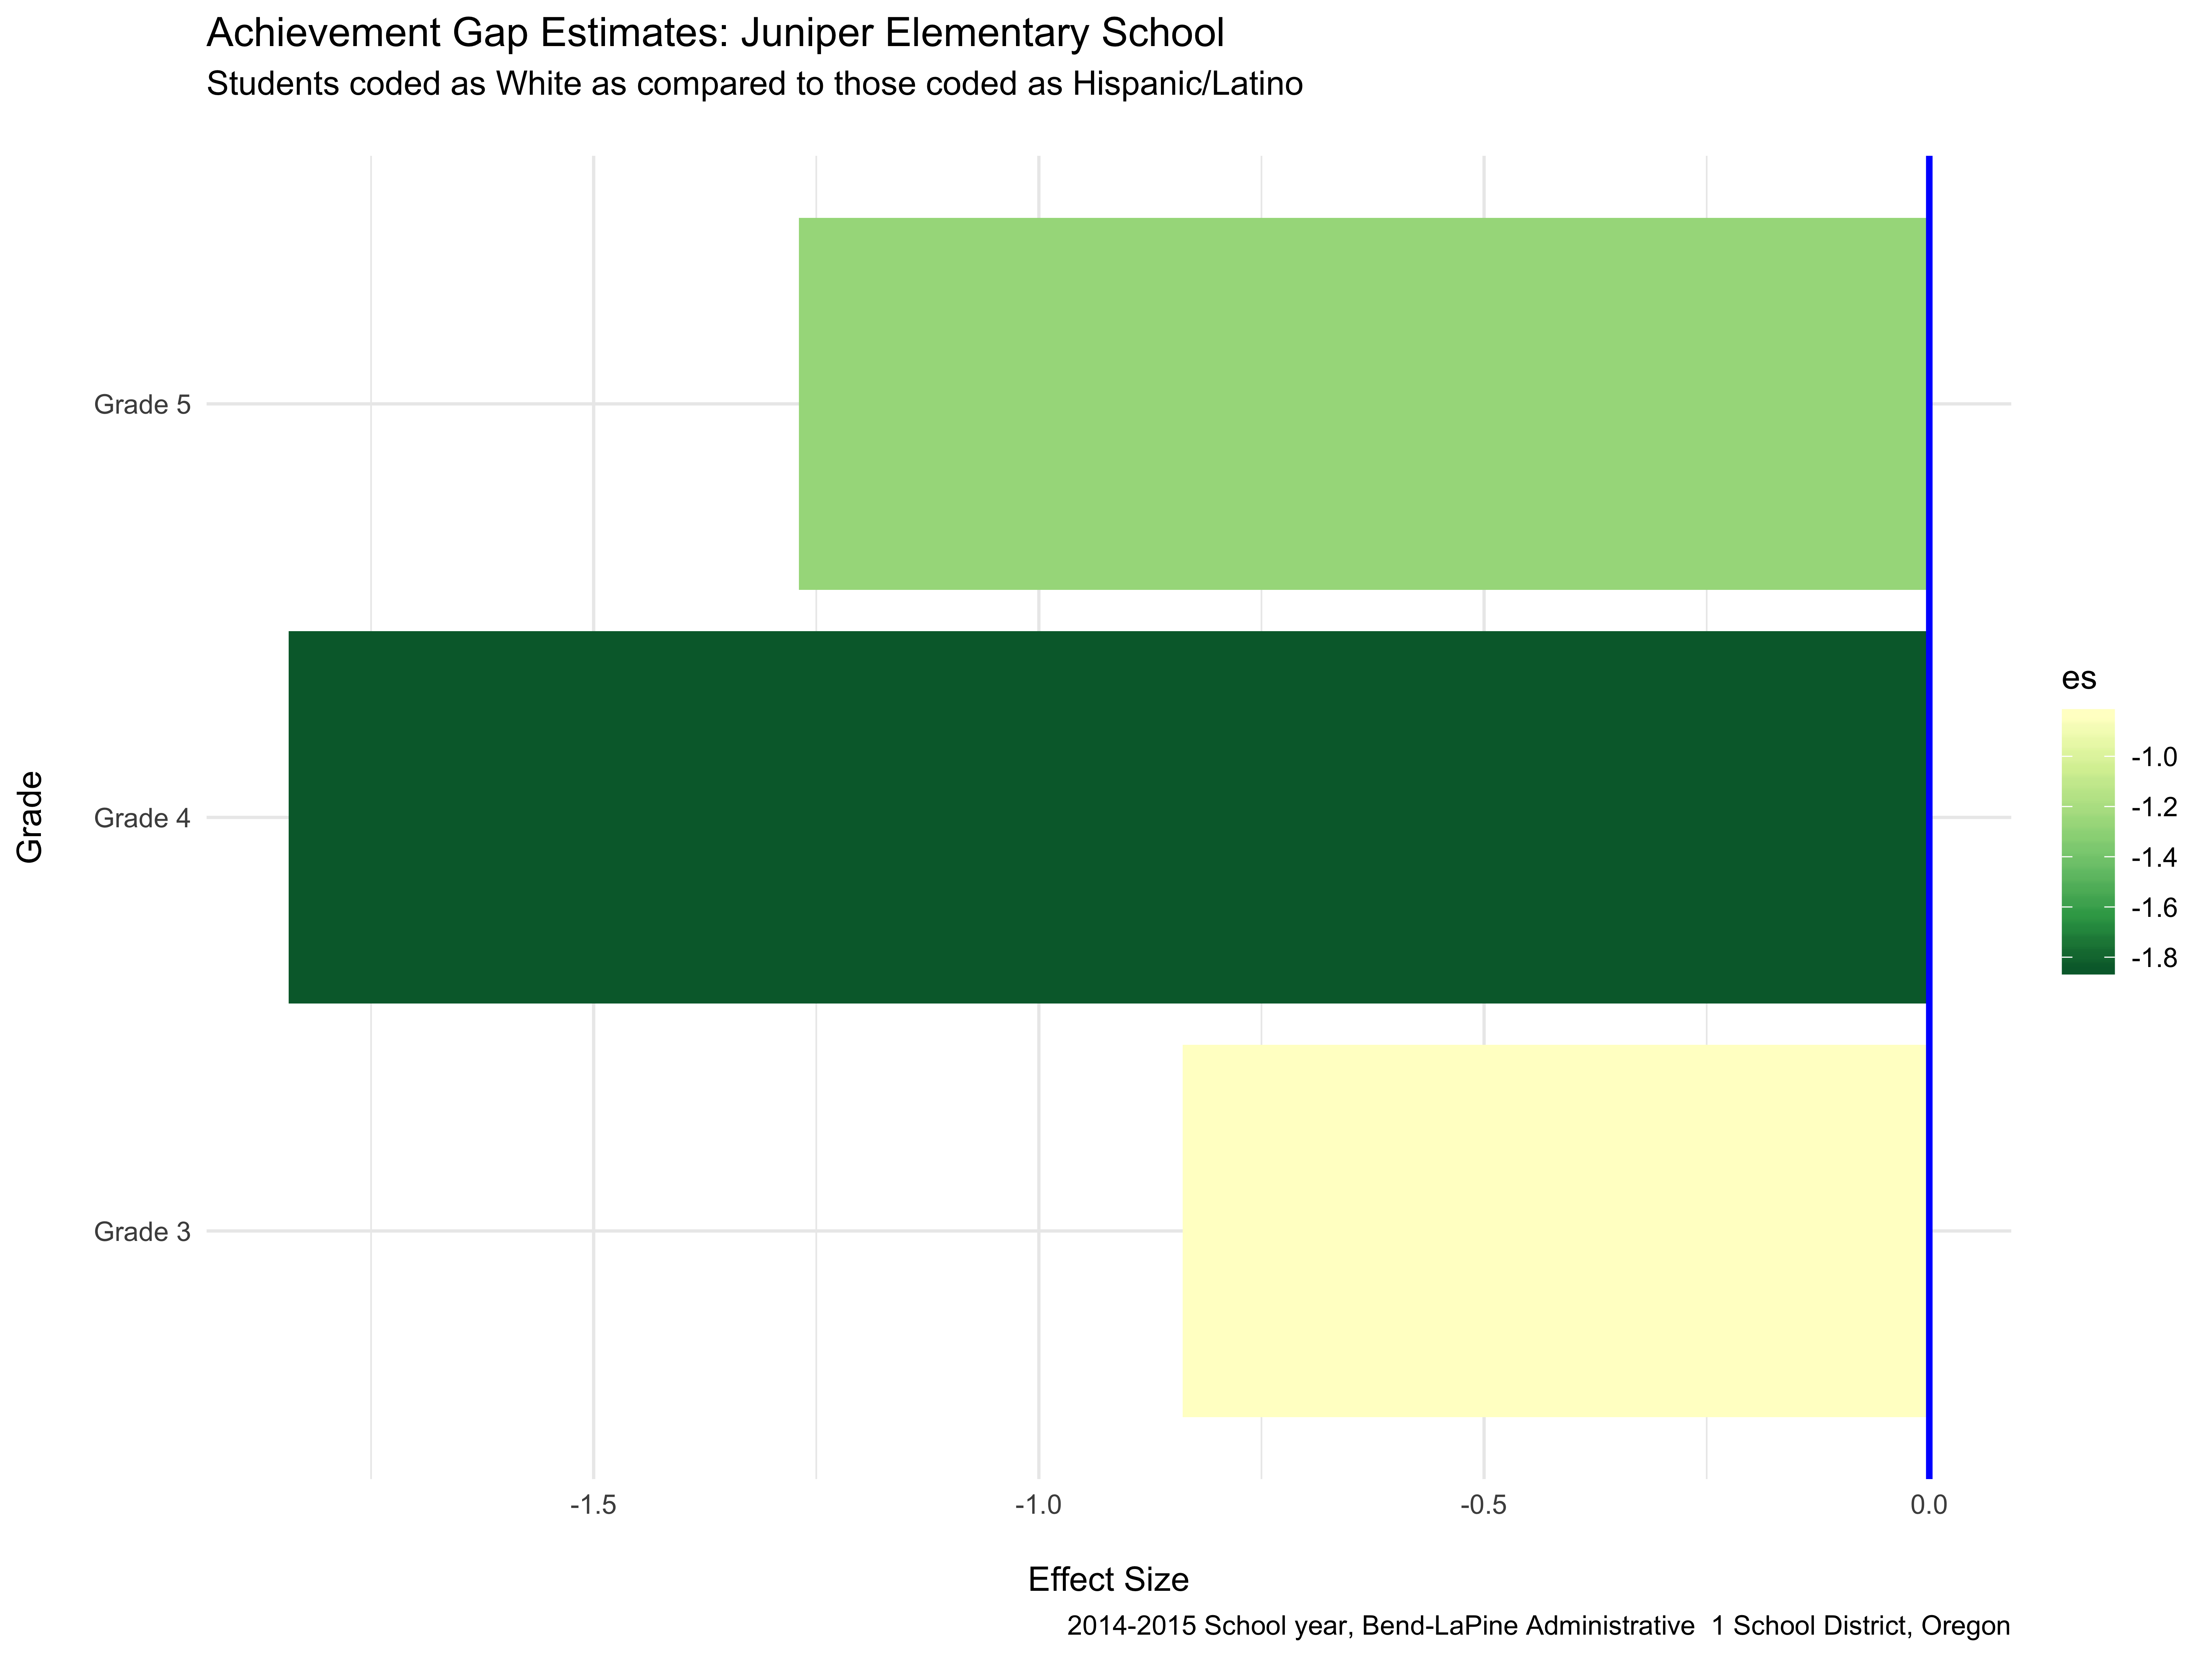 Achievement Gap Estimates: Juniper Elementary School
Students coded as White as compared to those coded as Hispanic/Latino
Grade
Grade 5
Grade 4
Grade 3
-1.5
-1.0
-0.5
0.0
Effect Size
es
-1.0
-1.2
-1.4
-1.6
-1.8
2014-2015 School year, Bend-LaPine Administrative  1 School District, Oregon